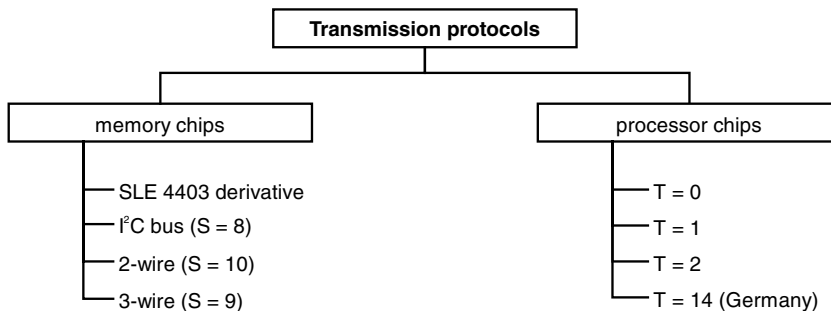 Transmission protocols
memory chips
SLE 4403 derivative
I²C bus (S = 8)
2-wire (S = 10)
3-wire (S = 9)
processor chips
T = 0
T = 1
T = 2
T = 14 (Germany)